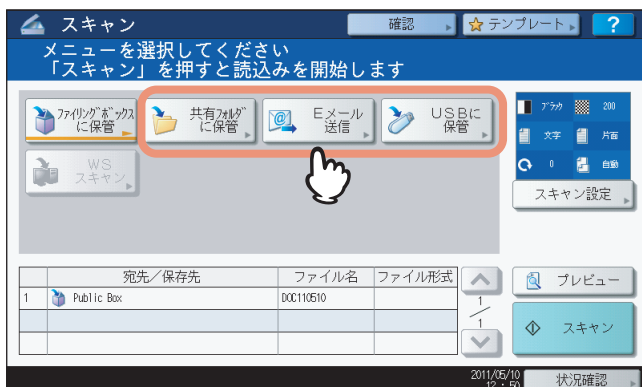 スキャン
確認
テンプレート
?
メニューを選択してください
「スキャン」を押すと読込みを開始します
ファイリングボックス
に保管
共有フォルダ
に保管
Eメール
送信
USBに
保管
WS
スキャン
ブラック
200
文字
片面
0
自動
スキャン設定
宛先／保存先
ファイル名
ファイル形式
1
Public Box
DOC110510
1
1
プレビュー
スキャン
2011/05/10
12:50
状況確認